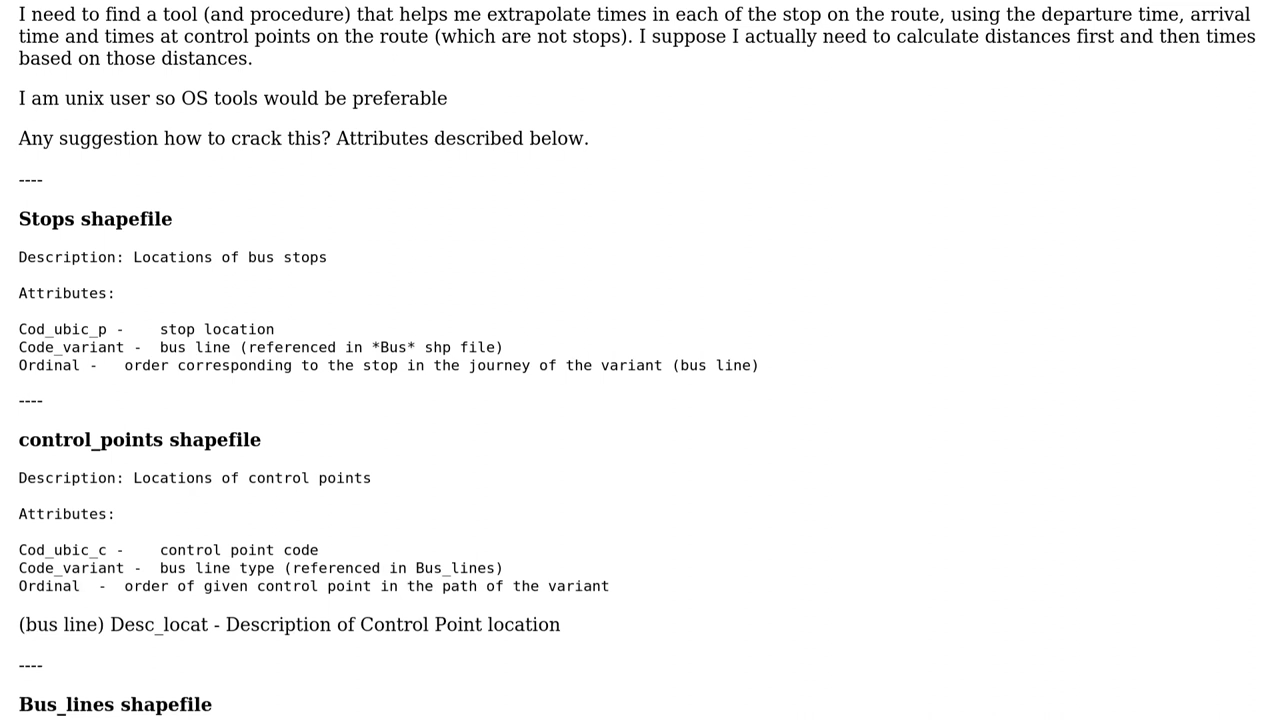 I need to find a tool (and procedure) that helps me extrapolate times in each of the stop on the route, using the departure time, arrival
time and times at control points on the route (which are not stops). I suppose I actually need to calculate distances first and then times
based on those distances.
I am unix user so OS tools would be preferable
Any suggestion how to crack this? Attributes described below.
----
Stops shapefile
Description: Locations of bus stops
Attributes:
Cod_ubic_p -    stop location
Code_variant -  bus line (referenced in *Bus* shp file)
Ordinal -   order corresponding to the stop in the journey of the variant (bus line)
----
control_points shapefile
Description: Locations of control points
Attributes:
Cod_ubic_c -    control point code
Code_variant -  bus line type (referenced in Bus_lines)
Ordinal  -  order of given control point in the path of the variant
(bus line) Desc_locat - Description of Control Point location
----
Bus_lines shapefile